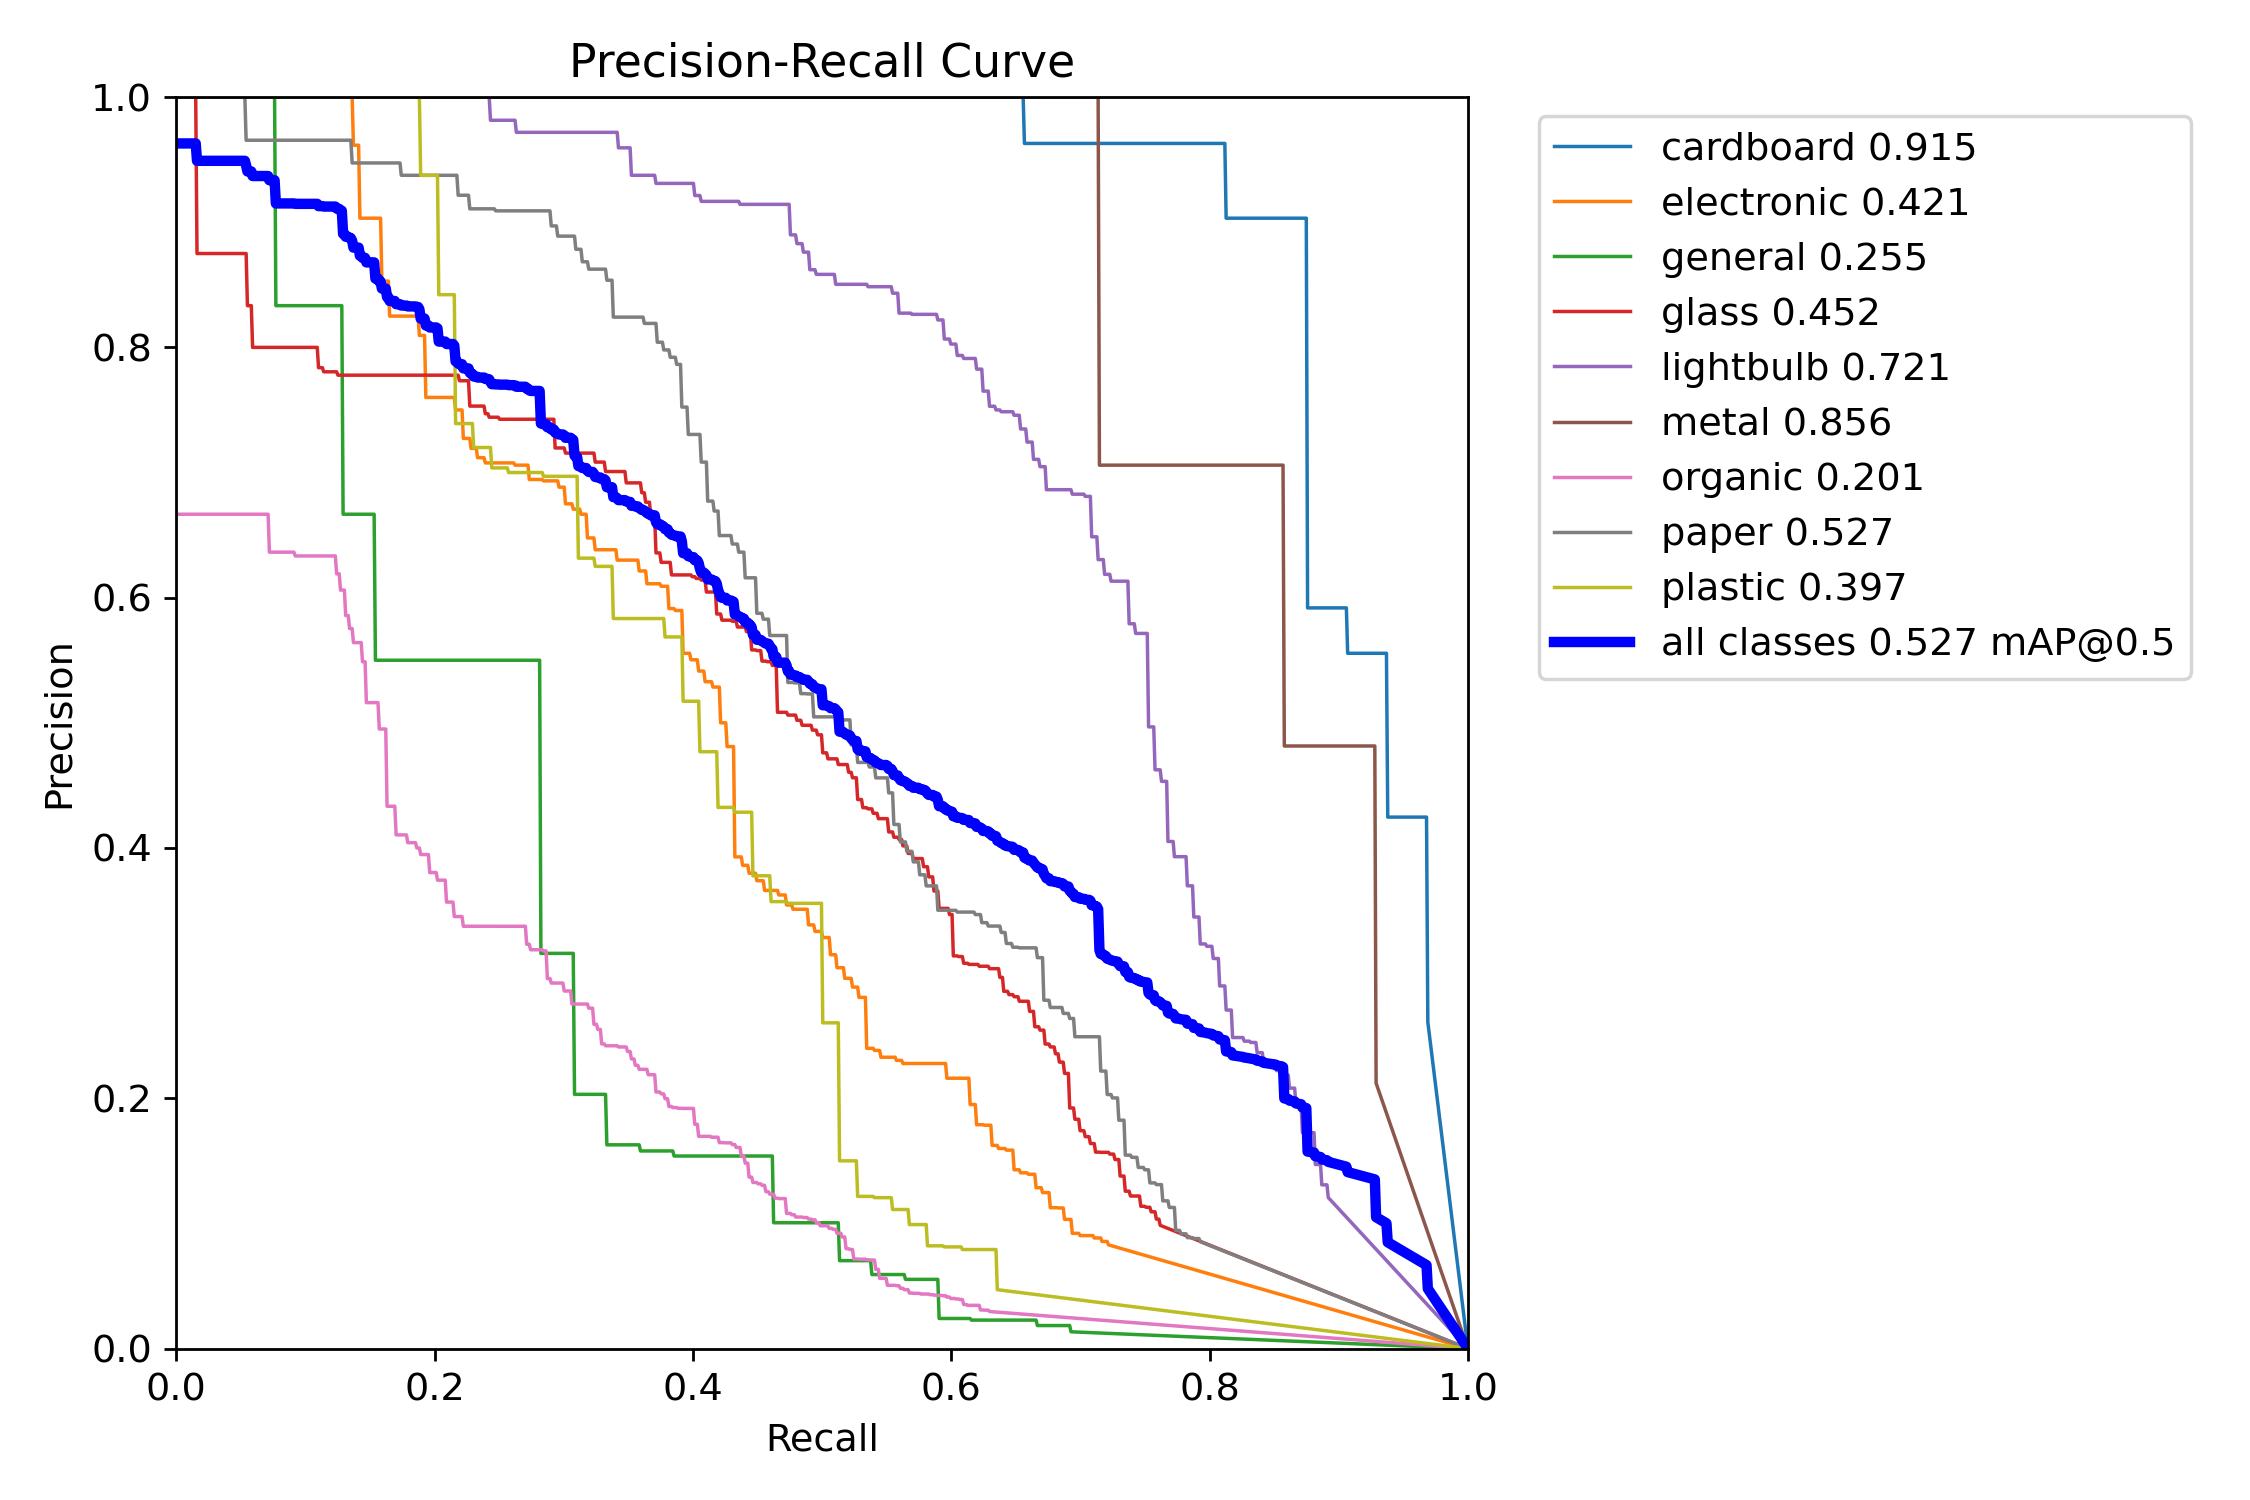 Precision-Recall Curve
1.0
0.8
0.6
0.4
0.2
0.0
Precision
0.0 0.2 0.4 0.6 0.8 1.0
Recall
cardboard 0.915
electronic 0.421
general 0.255
glass 0.452
lightbulb 0.721
metal 0.856
organic 0.201
paper 0.527
plastic 0.397
all classes 0.527 mAP@0.5